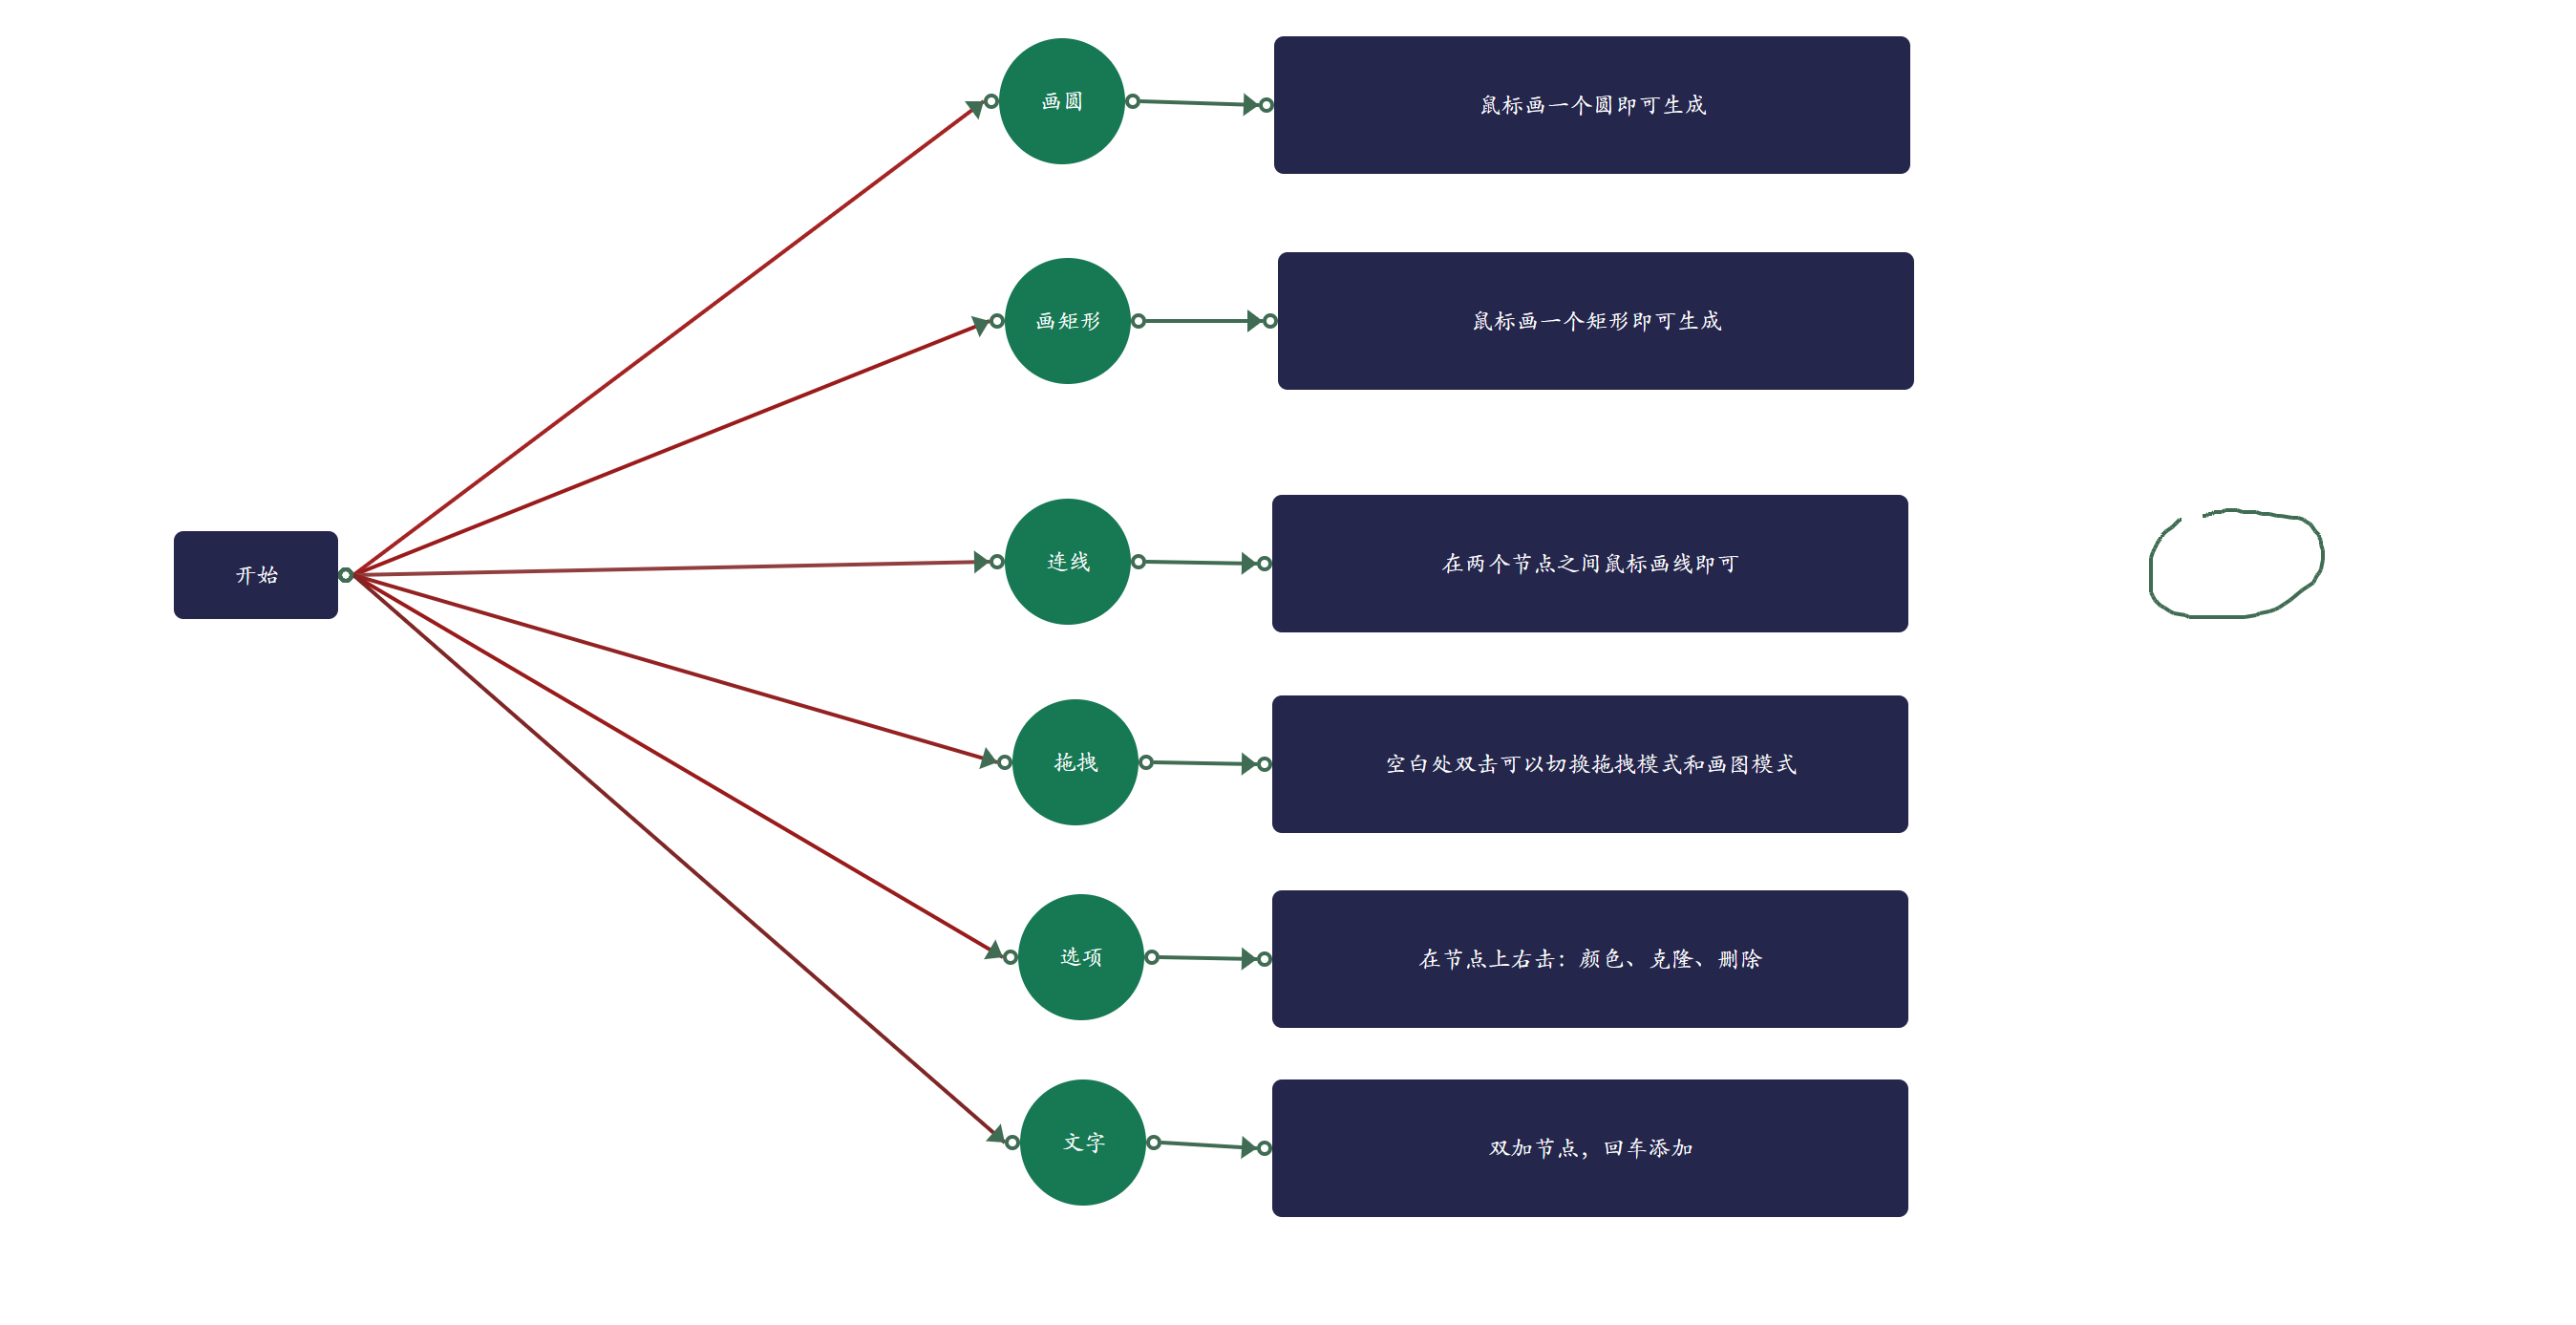 开始
画圆
鼠标画一个圆即可生成
画矩形
鼠标画一个矩形即可生成
连线
在两个节点之间鼠标画线即可
拖拽
空白处双击可以切换拖拽模式和画图模式
选项
在节点上右击：颜色、克隆、删除
文字
双加节点，回车添加